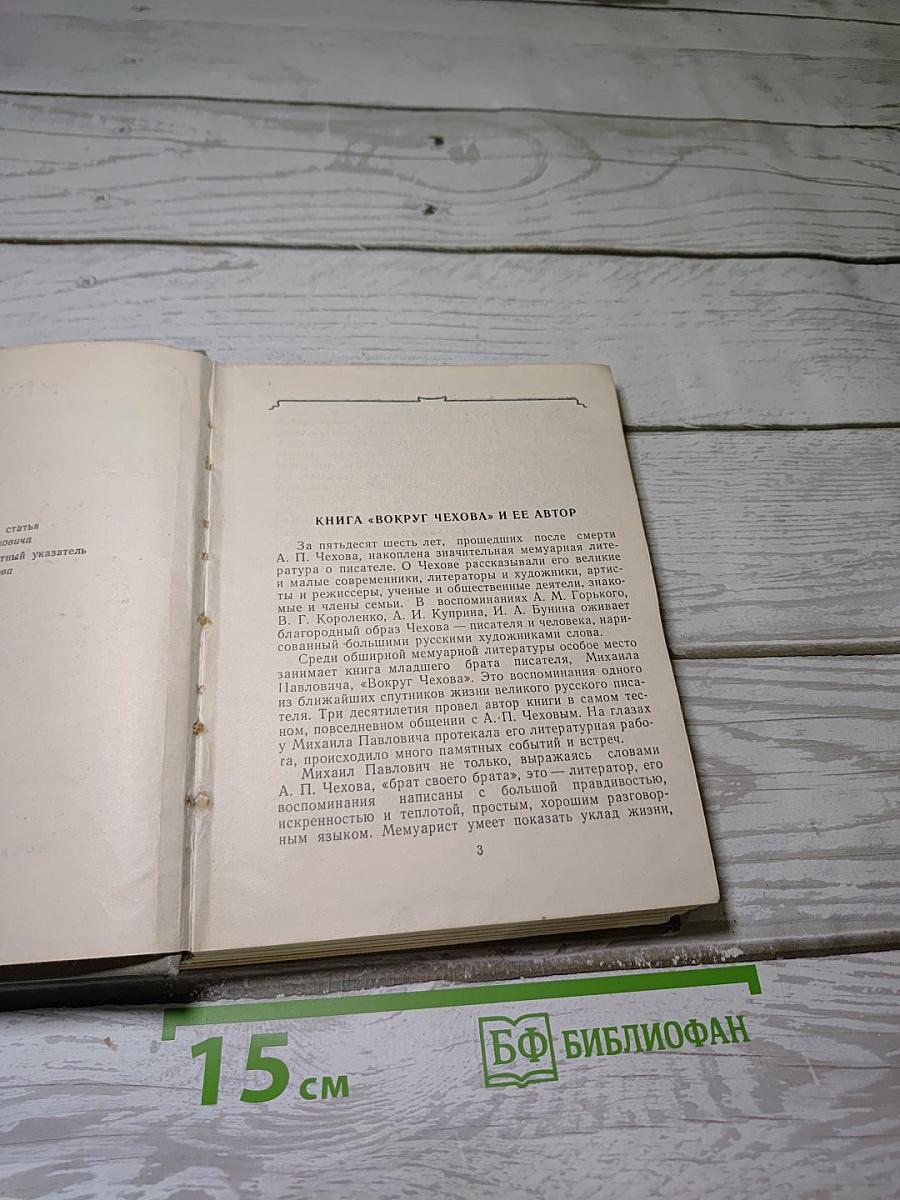 статья
овича
тный указатель
ова
КНИГА «ВОКРУГ ЧЕХОВА» И ЕЕ АВТОР
За пятьдесят шесть лет, прошедших после смерти
А. П. Чехова, накоплена значительная мемуарная лите-
ратура о писателе. О Чехове рассказывали его великие
и малые современники, литераторы и художники, артис-
ты и режиссеры, ученые и общественные деятели, знако-
мые и члены семьи. В воспоминаниях А. М. Горького,
В. Г. Короленко, А. И. Куприна, И. А. Бунина оживает
благородный образ Чехова — писателя и человека, нари-
сованный большими русскими художниками слова.
Среди обширной мемуарной литературы особое место
занимает книга младшего брата писателя, Михаила
Павловича, «Вокруг Чехова». Это воспоминания одного
из ближайших спутников жизни великого русского писа-
теля. Три десятилетия провел автор книги в самом тес-
ном, повседневном общении с А. П. Чеховым. На глазах
у Михаила Павловича протекала его литературная рабо-
та, происходило много памятных событий и встреч.
Михаил Павлович не только, выражаясь словами
А. П. Чехова, «брат своего брата», это — литератор, его
воспоминания написаны с большой правдивостью,
искренностью и теплотой, простым, хорошим разговор-
ным языком. Мемуарист умеет показать уклад жизни,
3
15 см
БФ БИБЛИОФАН